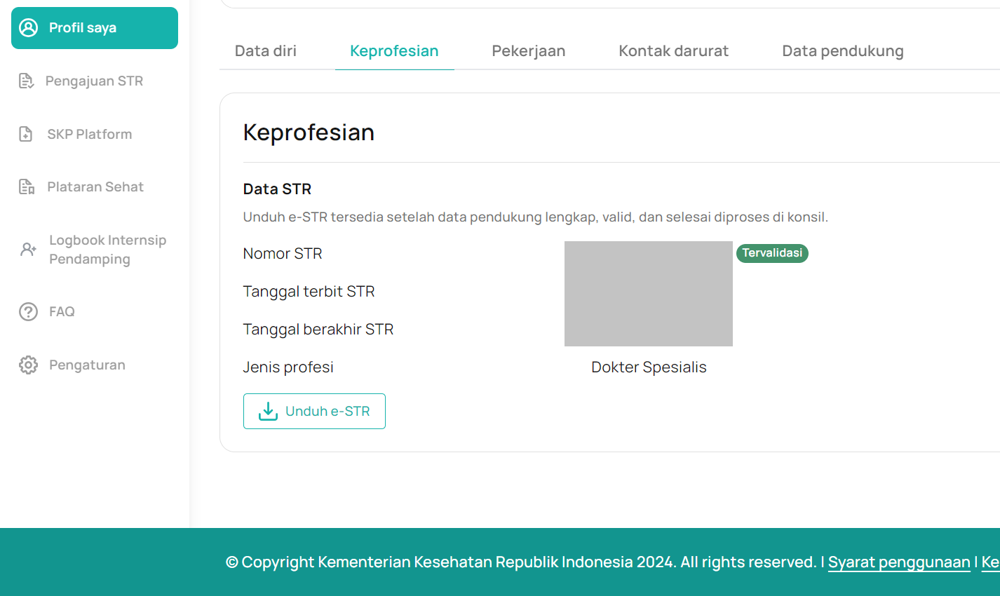 Profil saya
Pengajuan STR
SKP Platform
Plataran Sehat
Logbook Internsip
Pendamping
FAQ
Pengaturan
Data diri
Keprofesian
Pekerjaan
Kontak darurat
Data pendukung
Keprofesian
Data STR
Unduh e-STR tersedia setelah data pendukung lengkap, valid, dan selesai diproses di konsil.
Nomor STR
Tervalidasi
Tanggal terbit STR
Tanggal berakhir STR
Jenis profesi
Dokter Spesialis
Unduh e-STR
© Copyright Kementerian Kesehatan Republik Indonesia 2024. All rights reserved. | Syarat penggunaan | Ke